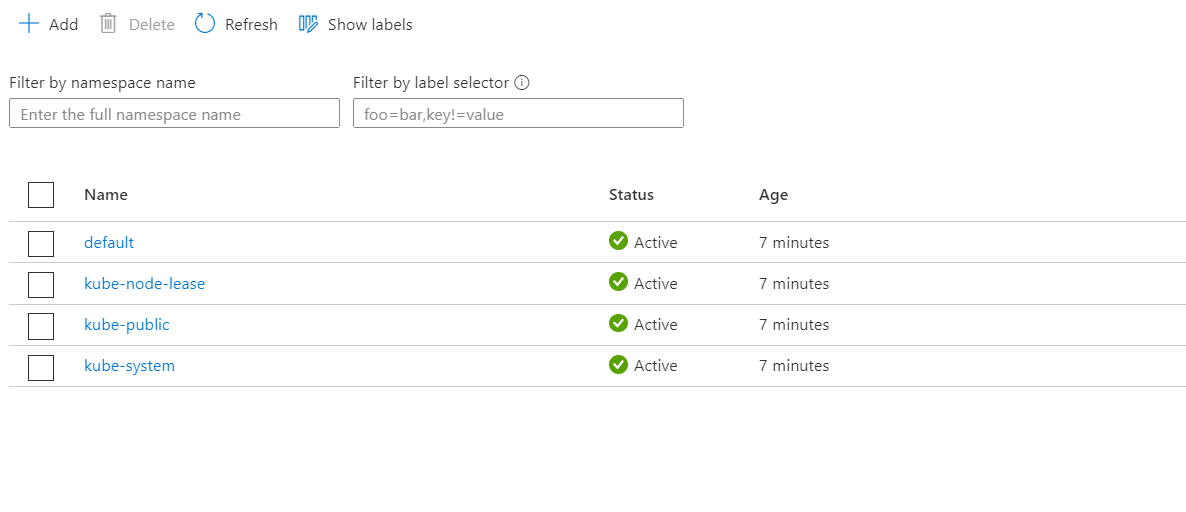 Add Delete Refresh Show labels
Filter by namespace name Filter by label selector
Enter the full namespace name foo=bar,key!=value
Name Status Age
default Active 7 minutes
kube-node-lease Active 7 minutes
kube-public Active 7 minutes
kube-system Active 7 minutes